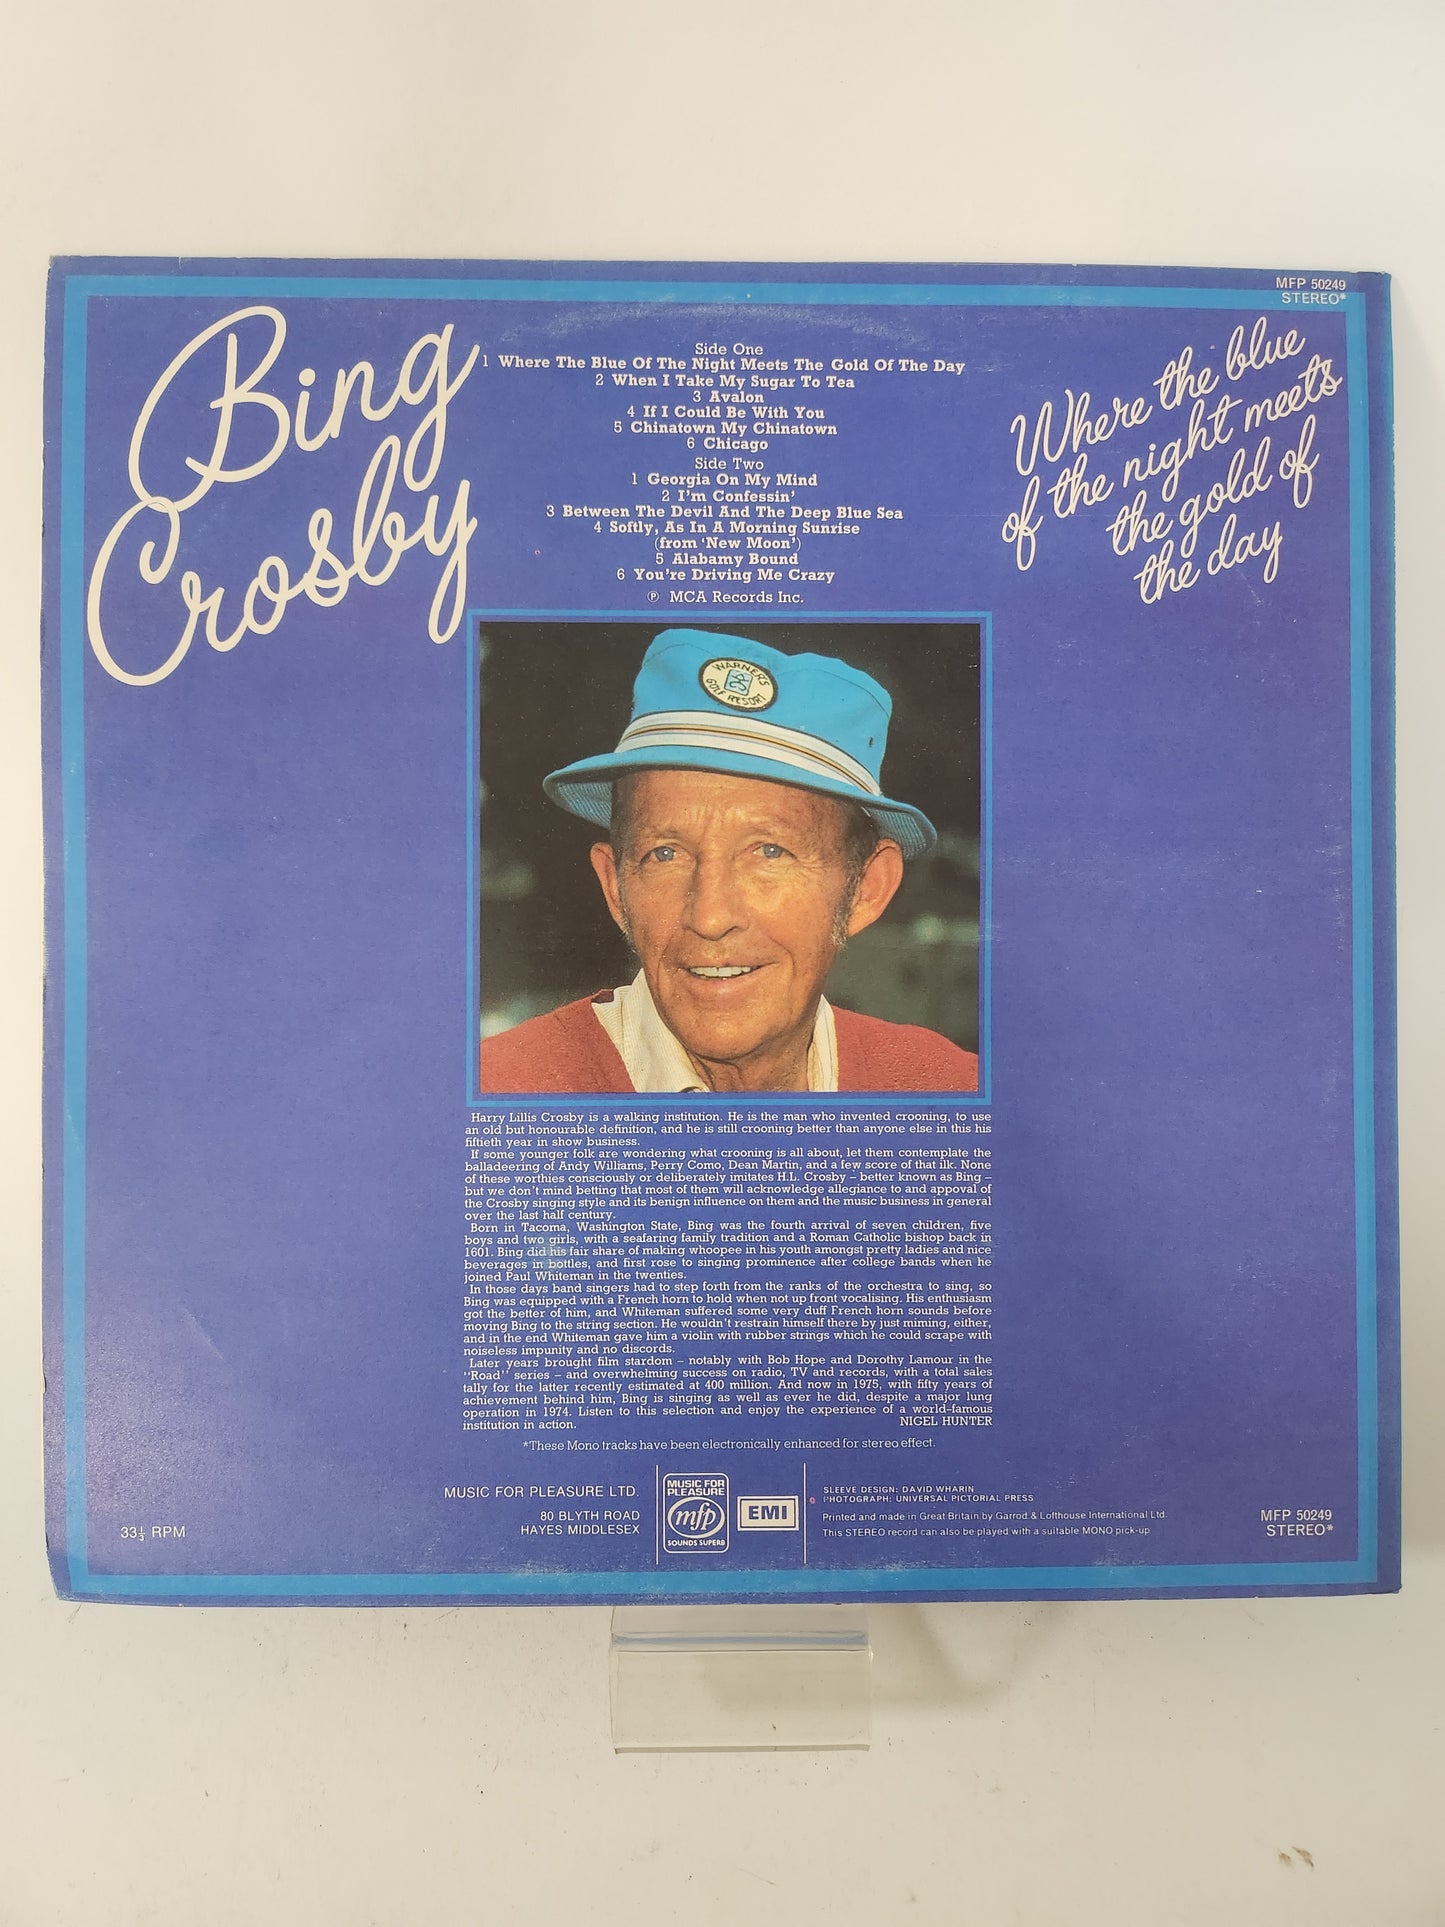 MFP 50249
STEREO*
Bing
Crosby
Where the blue
of the night meets
the gold of
the day
Side One
1 Where The Blue Of The Night Meets The Gold Of The Day
2 When I Take My Sugar To Tea
3 Avalon
4 If I Could Be With You
5 Chinatown My Chinatown
6 Chicago
Side Two
1 Georgia On My Mind
2 I'm Confessin'
3 Between The Devil And The Deep Blue Sea
4 Softly, As In A Morning Sunrise
(from 'New Moon')
5 Alabamy Bound
6 You're Driving Me Crazy
℗ MCA Records Inc.
WARNER'S
GOLF RESORT
Harry Lillis Crosby is a walking institution. He is the man who invented crooning, to use
an old but honourable definition, and he is still crooning better than anyone else in this his
fiftieth year in show business.
If some younger folk are wondering what crooning is all about, let them contemplate the
balladeering of Andy Williams, Perry Como, Dean Martin, and a few score of that ilk. None
of these worthies consciously or deliberately imitates H.L. Crosby – better known as Bing –
but we don't mind betting that most of them will acknowledge allegiance to and appoval of
the Crosby singing style and its benign influence on them and the music business in general
over the last half century.
Born in Tacoma, Washington State, Bing was the fourth arrival of seven children, five
boys and two girls, with a seafaring family tradition and a Roman Catholic bishop back in
1601. Bing did his fair share of making whoopee in his youth amongst pretty ladies and nice
beverages in bottles, and first rose to singing prominence after college bands when he
joined Paul Whiteman in the twenties.
In those days band singers had to step forth from the ranks of the orchestra to sing, so
Bing was equipped with a French horn to hold when not up front vocalising. His enthusiasm
got the better of him, and Whiteman suffered some very duff French horn sounds before
moving Bing to the string section. He wouldn't restrain himself there by just miming, either,
and in the end Whiteman gave him a violin with rubber strings which he could scrape with
noiseless impunity and no discords.
Later years brought film stardom – notably with Bob Hope and Dorothy Lamour in the
"Road" series – and overwhelming success on radio, TV and records, with a total sales
tally for the latter recently estimated at 400 million. And now in 1975, with fifty years of
achievement behind him, Bing is singing as well as ever he did, despite a major lung
operation in 1974. Listen to this selection and enjoy the experience of a world-famous
institution in action. NIGEL HUNTER
*These Mono tracks have been electronically enhanced for stereo effect.
33⅓ RPM
MUSIC FOR PLEASURE LTD.
80 BLYTH ROAD
HAYES MIDDLESEX
MUSIC FOR
PLEASURE
mfp
SOUNDS SUPERB
EMI
SLEEVE DESIGN: DAVID WHARIN
PHOTOGRAPH: UNIVERSAL PICTORIAL PRESS
Printed and made in Great Britain by Garrod & Lofthouse International Ltd.
This STEREO record can also be played with a suitable MONO pick-up
MFP 50249
STEREO*